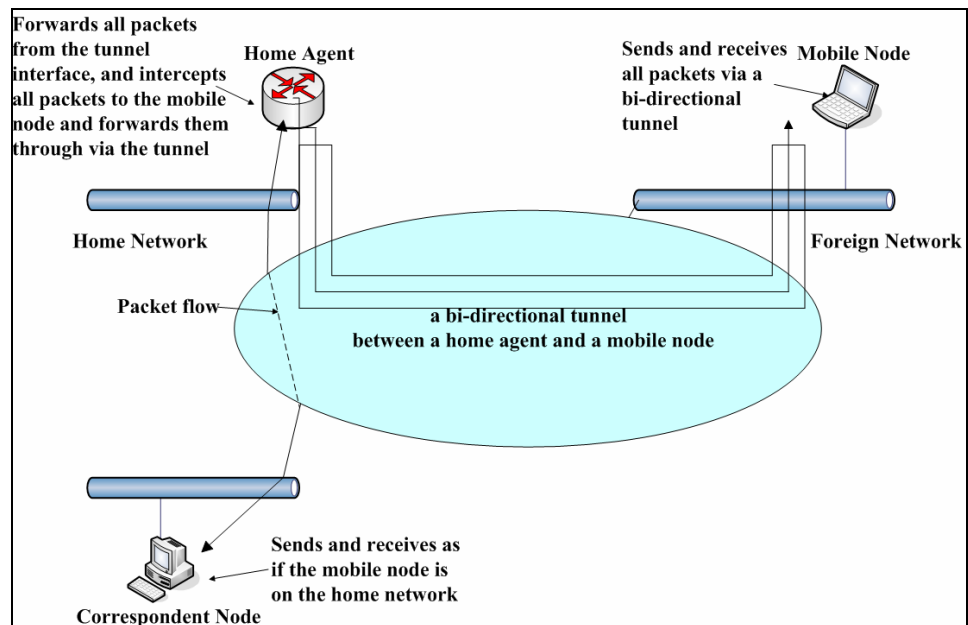 Forwards all packets
from the tunnel
interface, and intercepts
all packets to the mobile
node and forwards them
through via the tunnel
Home Agent
Sends and receives
all packets via a
bi-directional
tunnel
Mobile Node
Home Network
Foreign Network
Packet flow
a bi-directional tunnel
between a home agent and a mobile node
Sends and receives as
if the mobile node is
on the home network
Correspondent Node